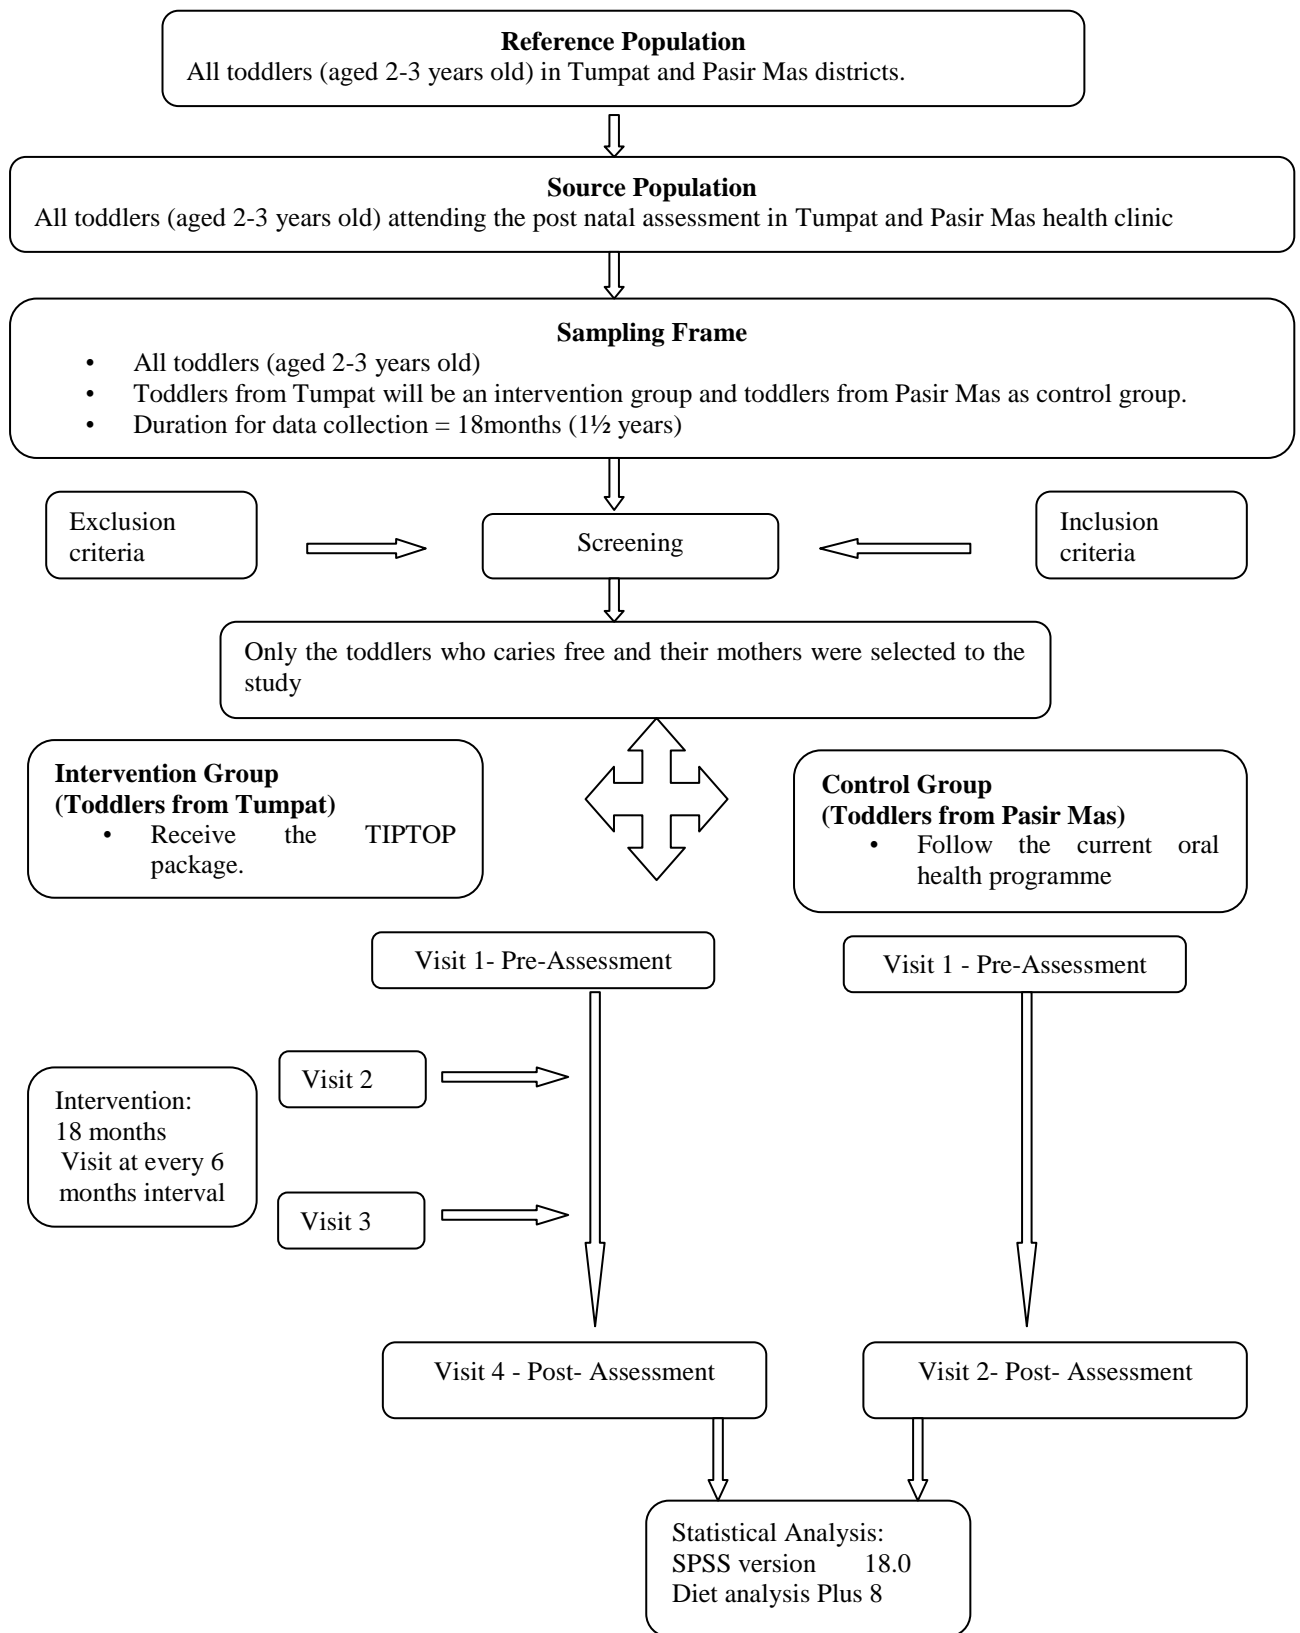 Reference Population
All toddlers (aged 2-3 years old) in Tumpat and Pasir Mas districts.
Source Population
All toddlers (aged 2-3 years old) attending the post natal assessment in Tumpat and Pasir Mas health clinic
Sampling Frame
• All toddlers (aged 2-3 years old)
• Toddlers from Tumpat will be an intervention group and toddlers from Pasir Mas as control group.
• Duration for data collection = 18months (1½ years)
Exclusion
criteria
Screening
Inclusion
criteria
Only the toddlers who caries free and their mothers were selected to the
study
Intervention Group
(Toddlers from Tumpat)
• Receive the TIPTOP
package.
Control Group
(Toddlers from Pasir Mas)
• Follow the current oral
health programme
Visit 1- Pre-Assessment
Visit 1 - Pre-Assessment
Visit 2
Intervention:
18 months
Visit at every 6
months interval
Visit 3
Visit 4 - Post- Assessment
Visit 2- Post- Assessment
Statistical Analysis:
SPSS version 18.0
Diet analysis Plus 8